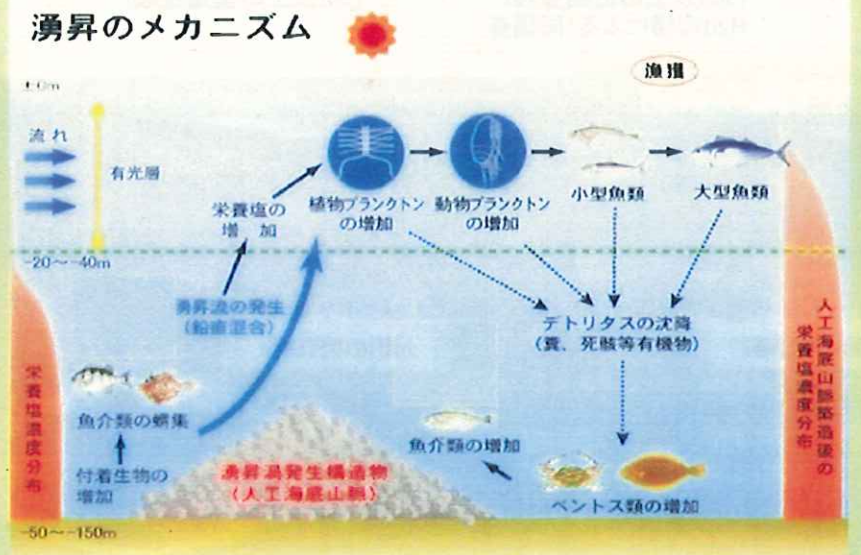 湧昇のメカニズム
漁獲
±0m
流れ
有光層
栄養塩の
増加
植物プランクトン
の増加
動物プランクトン
の増加
小型魚類
大型魚類
-20〜-40m
湧昇流の発生
(鉛直混合)
デトリタスの沈降
(糞、死骸等有機物)
栄養塩濃度分布
人工海底山脈築造後の
栄養塩濃度分布
魚介類の蝟集
付着生物の
増加
湧昇渦発生構造物
(人工海底山脈)
魚介類の増加
ベントス類の増加
-50〜-150m